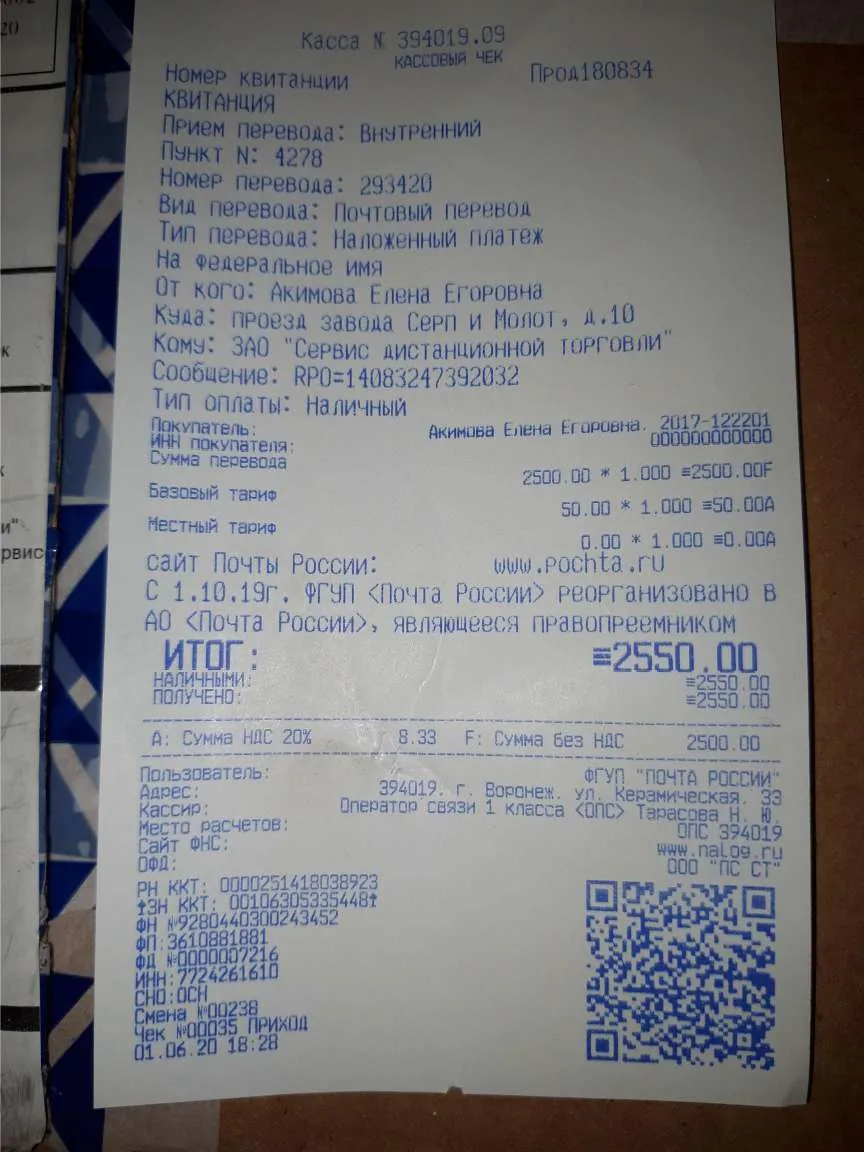 20
к
к
и"
рвис
Касса № 394019.09
КАССОВЫЙ ЧЕК
Номер квитанции Прод180834
КВИТАНЦИЯ
Прием перевода: Внутренний
Пункт N: 4278
Номер перевода: 293420
Вид перевода: Почтовый перевод
Тип перевода: Наложенный платеж
На федеральное имя
От кого: Акимова Елена Егоровна
Куда: проезд завода Серп и Молот, д.10
Кому: ЗАО "Сервис дистанционной торговли"
Сообщение: RPO=14083247392032
Тип оплаты: Наличный
Покупатель: Акимова Елена Егоровна. 2017-122201
ИНН покупателя: 000000000000
Сумма перевода
2500.00 * 1.000 ≡2500.00F
Базовый тариф
50.00 * 1.000 ≡50.00A
Местный тариф
0.00 * 1.000 ≡0.00A
сайт Почты России: www.pochta.ru
С 1.10.19г. ФГУП <Почта России> реорганизовано в
АО <Почта России>, являющееся правопреемником
ИТОГ: ≡2550.00
НАЛИЧНЫМИ: ≡2550.00
ПОЛУЧЕНО: ≡2550.00
A: Сумма НДС 20% 8.33 F: Сумма без НДС 2500.00
Пользователь: ФГУП "ПОЧТА РОССИИ"
Адрес: 394019. г. Воронеж. ул. Керамическая. 33
Кассир: Оператор связи 1 класса <ОПС> Тарасова Н. Ю.
Место расчетов: ОПС 394019
Сайт ФНС: www.nalog.ru
ОФД: ООО "ПС СТ"
РН ККТ: 0000251418038923
↑ЗН ККТ: 00106305335448↑
ФН №9280440300243452
ФП:3610881881
ФД №0000007216
ИНН:7724261610
СНО:ОСН
Смена №00238
Чек №00035 ПРИХОД
01.06.20 18:28